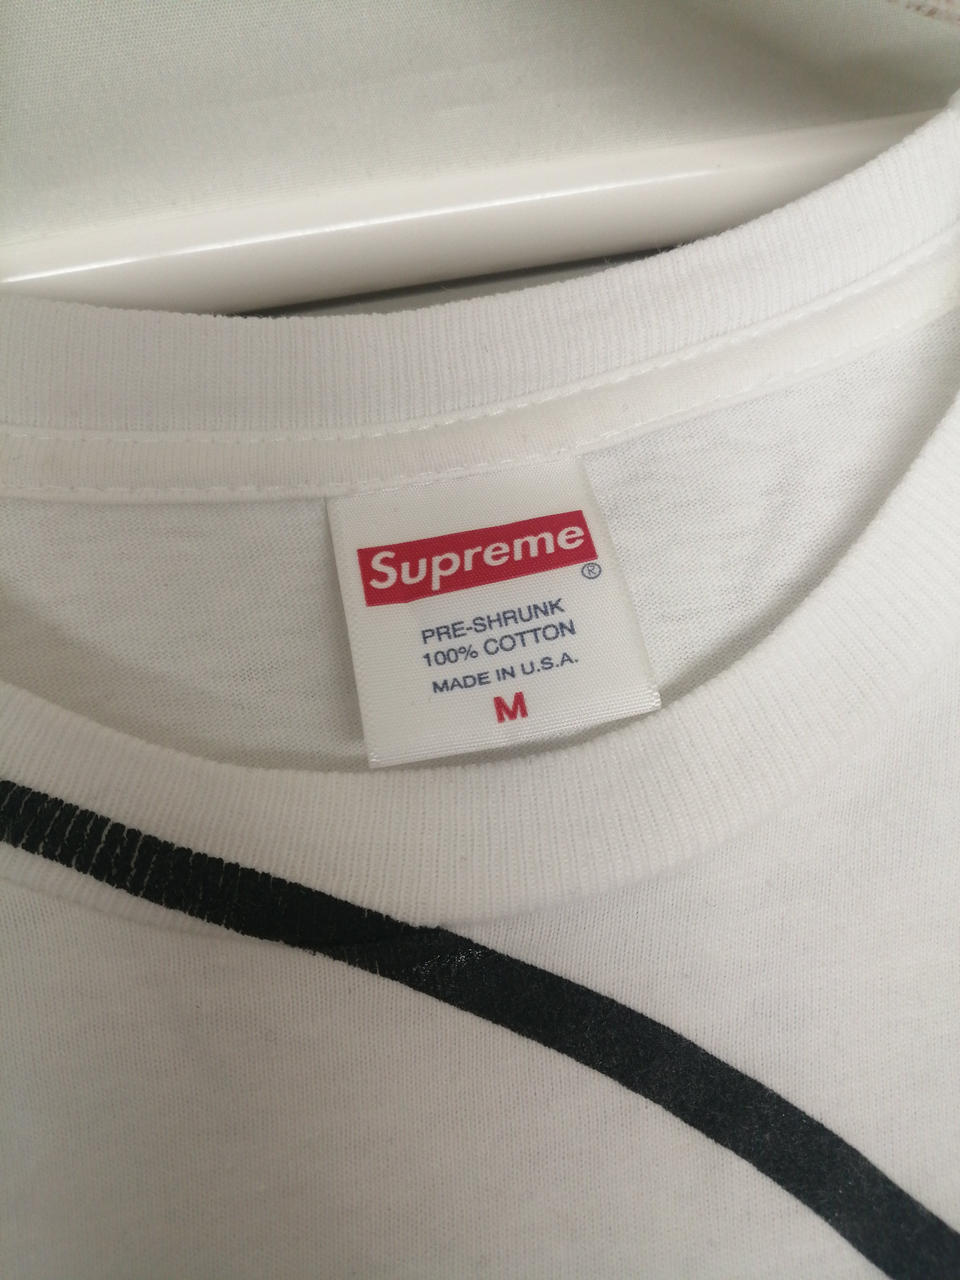 Supreme
®
PRE-SHRUNK
100% COTTON
MADE IN U.S.A.
M